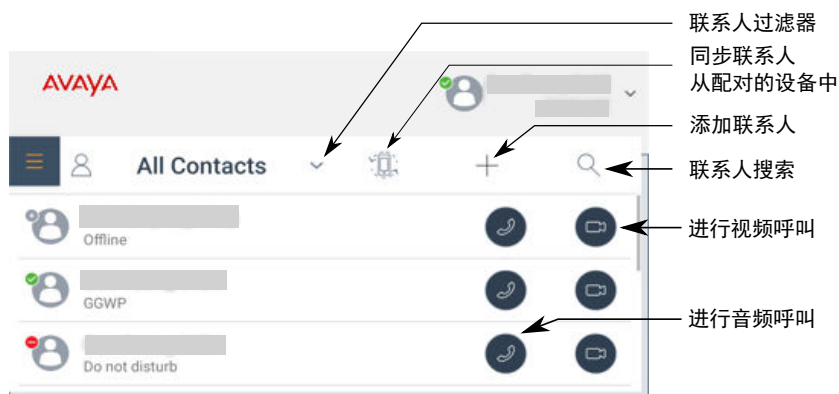 联系人过滤器
同步联系人
从配对的设备中
添加联系人
联系人搜索
进行视频呼叫
进行音频呼叫
AVAYA
All Contacts
Offline
GGWP
Do not disturb